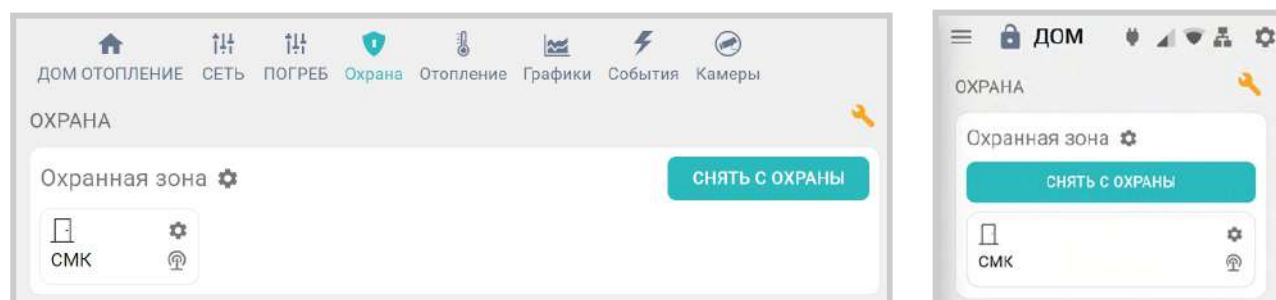 ДОМ ОТОПЛЕНИЕ СЕТЬ ПОГРЕБ Охрана Отопление Графики События Камеры
ОХРАНА
Охранная зона СНЯТЬ С ОХРАНЫ
СМК
ДОМ
ОХРАНА
Охранная зона
СНЯТЬ С ОХРАНЫ
СМК